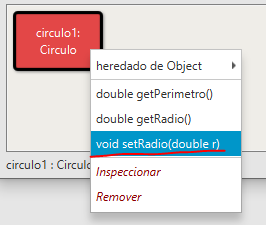 circulo1:
Circulo
heredado de Object
double getPerimetro()
double getRadio()
void setRadio(double r)
Inspeccionar
Remover
circulo1 : Circulo